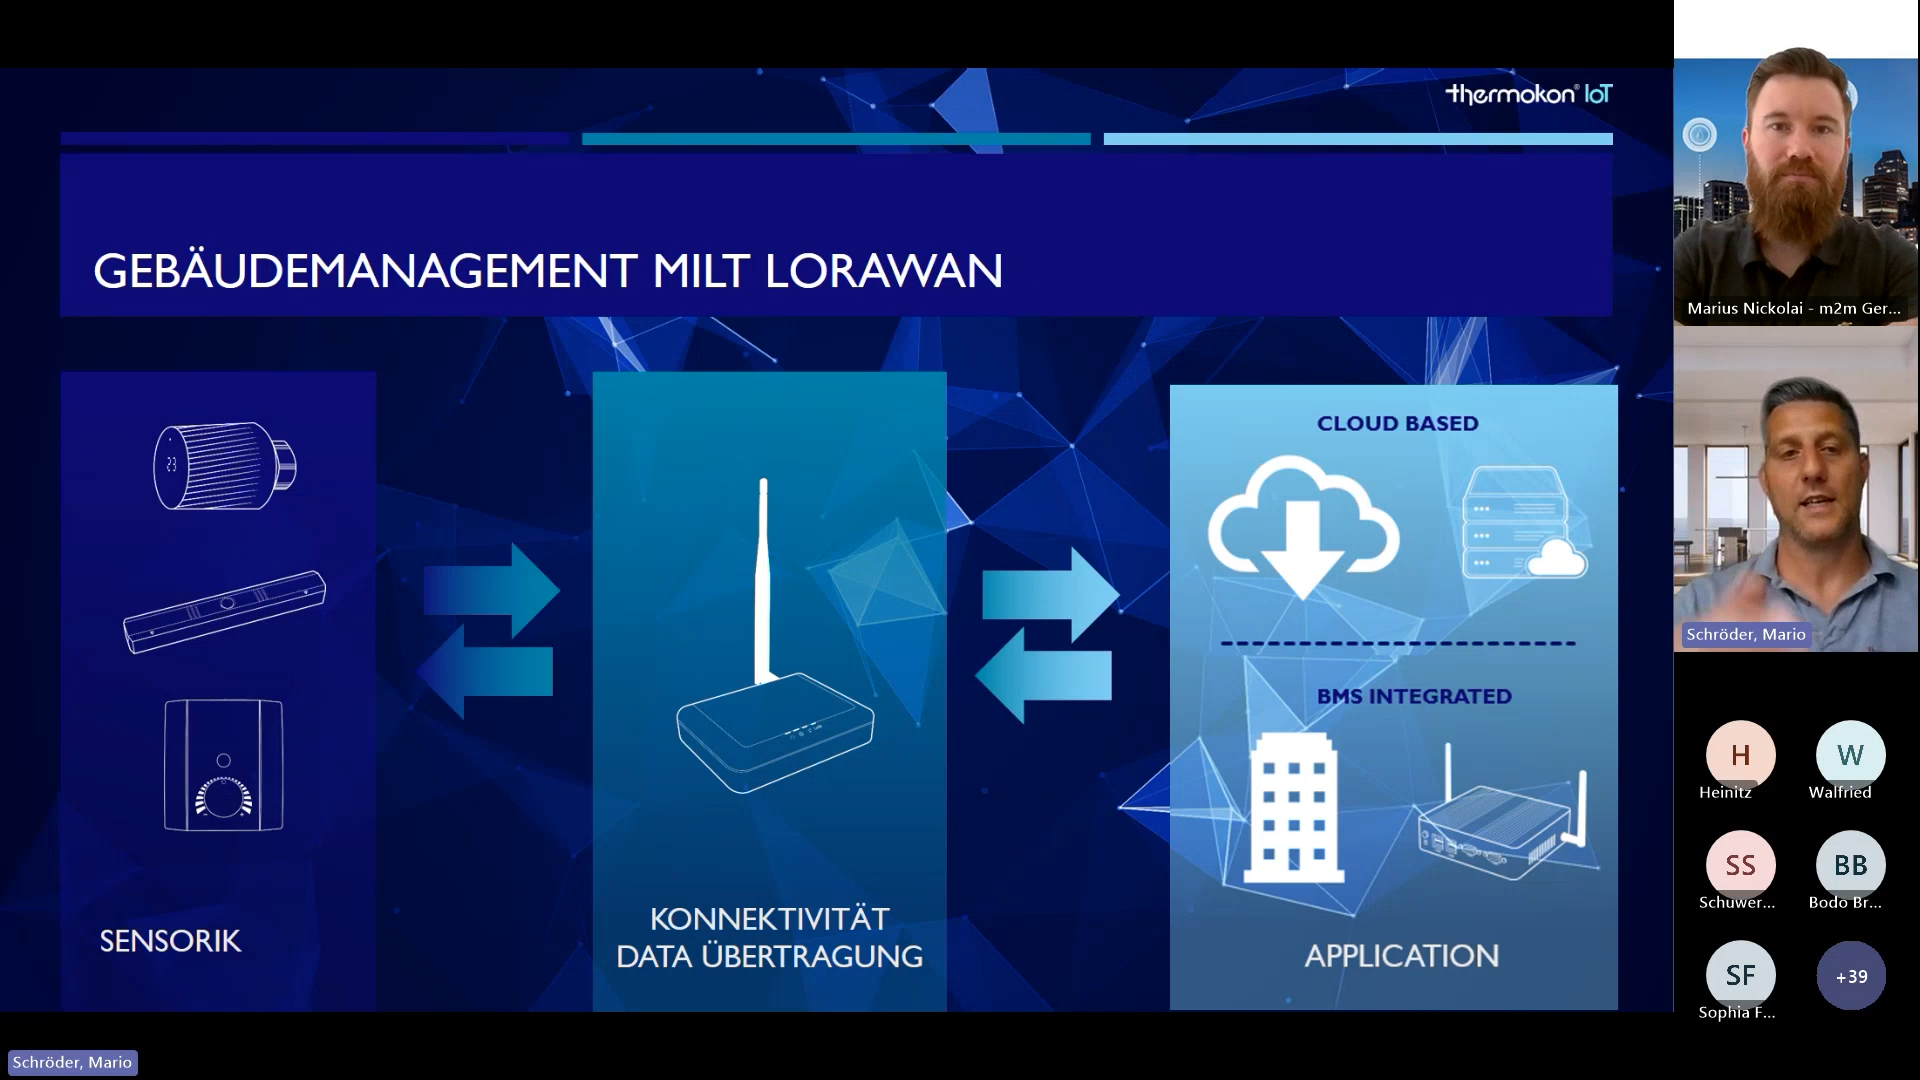 thermokon® IoT
GEBÄUDEMANAGEMENT MILT LORAWAN
23
SENSORIK
KONNEKTIVITÄT
DATA ÜBERTRAGUNG
CLOUD BASED
BMS INTEGRATED
APPLICATION
Marius Nickolai - m2m Ger...
Schröder, Mario
H
Heinitz
W
Walfried
SS
Schuwer...
BB
Bodo Br...
SF
Sophia F...
+39
Schröder, Mario